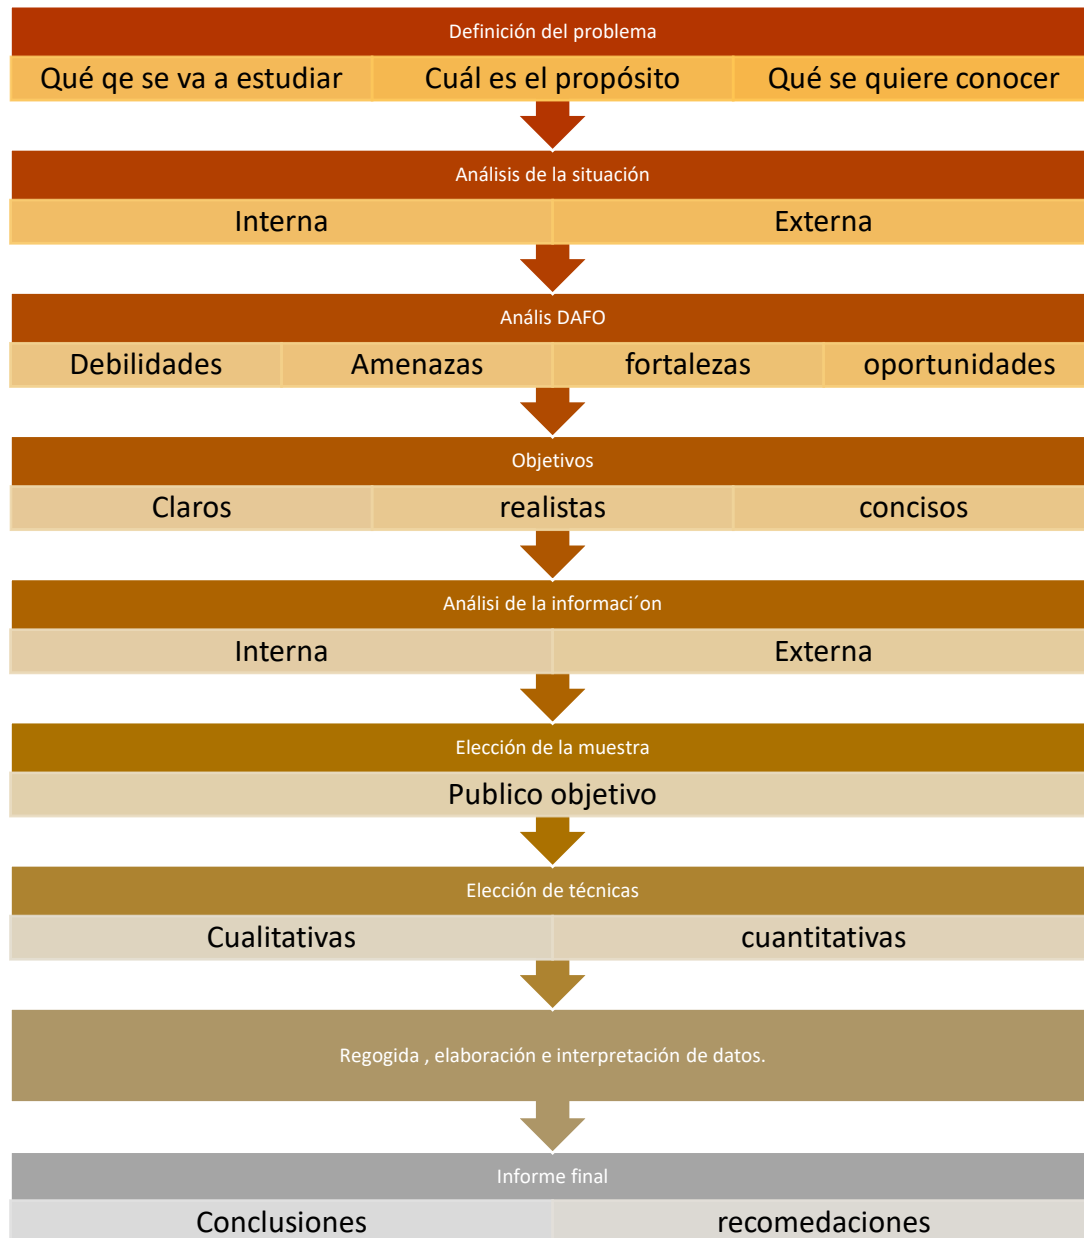 Definición del problema
Qué qe se va a estudiar
Cuál es el propósito
Qué se quiere conocer
Análisis de la situación
Interna
Externa
Anális DAFO
Debilidades
Amenazas
fortalezas
oportunidades
Objetivos
Claros
realistas
concisos
Análisi de la informaci´on
Interna
Externa
Elección de la muestra
Publico objetivo
Elección de técnicas
Cualitativas
cuantitativas
Regogida , elaboración e interpretación de datos.
Informe final
Conclusiones
recomedaciones